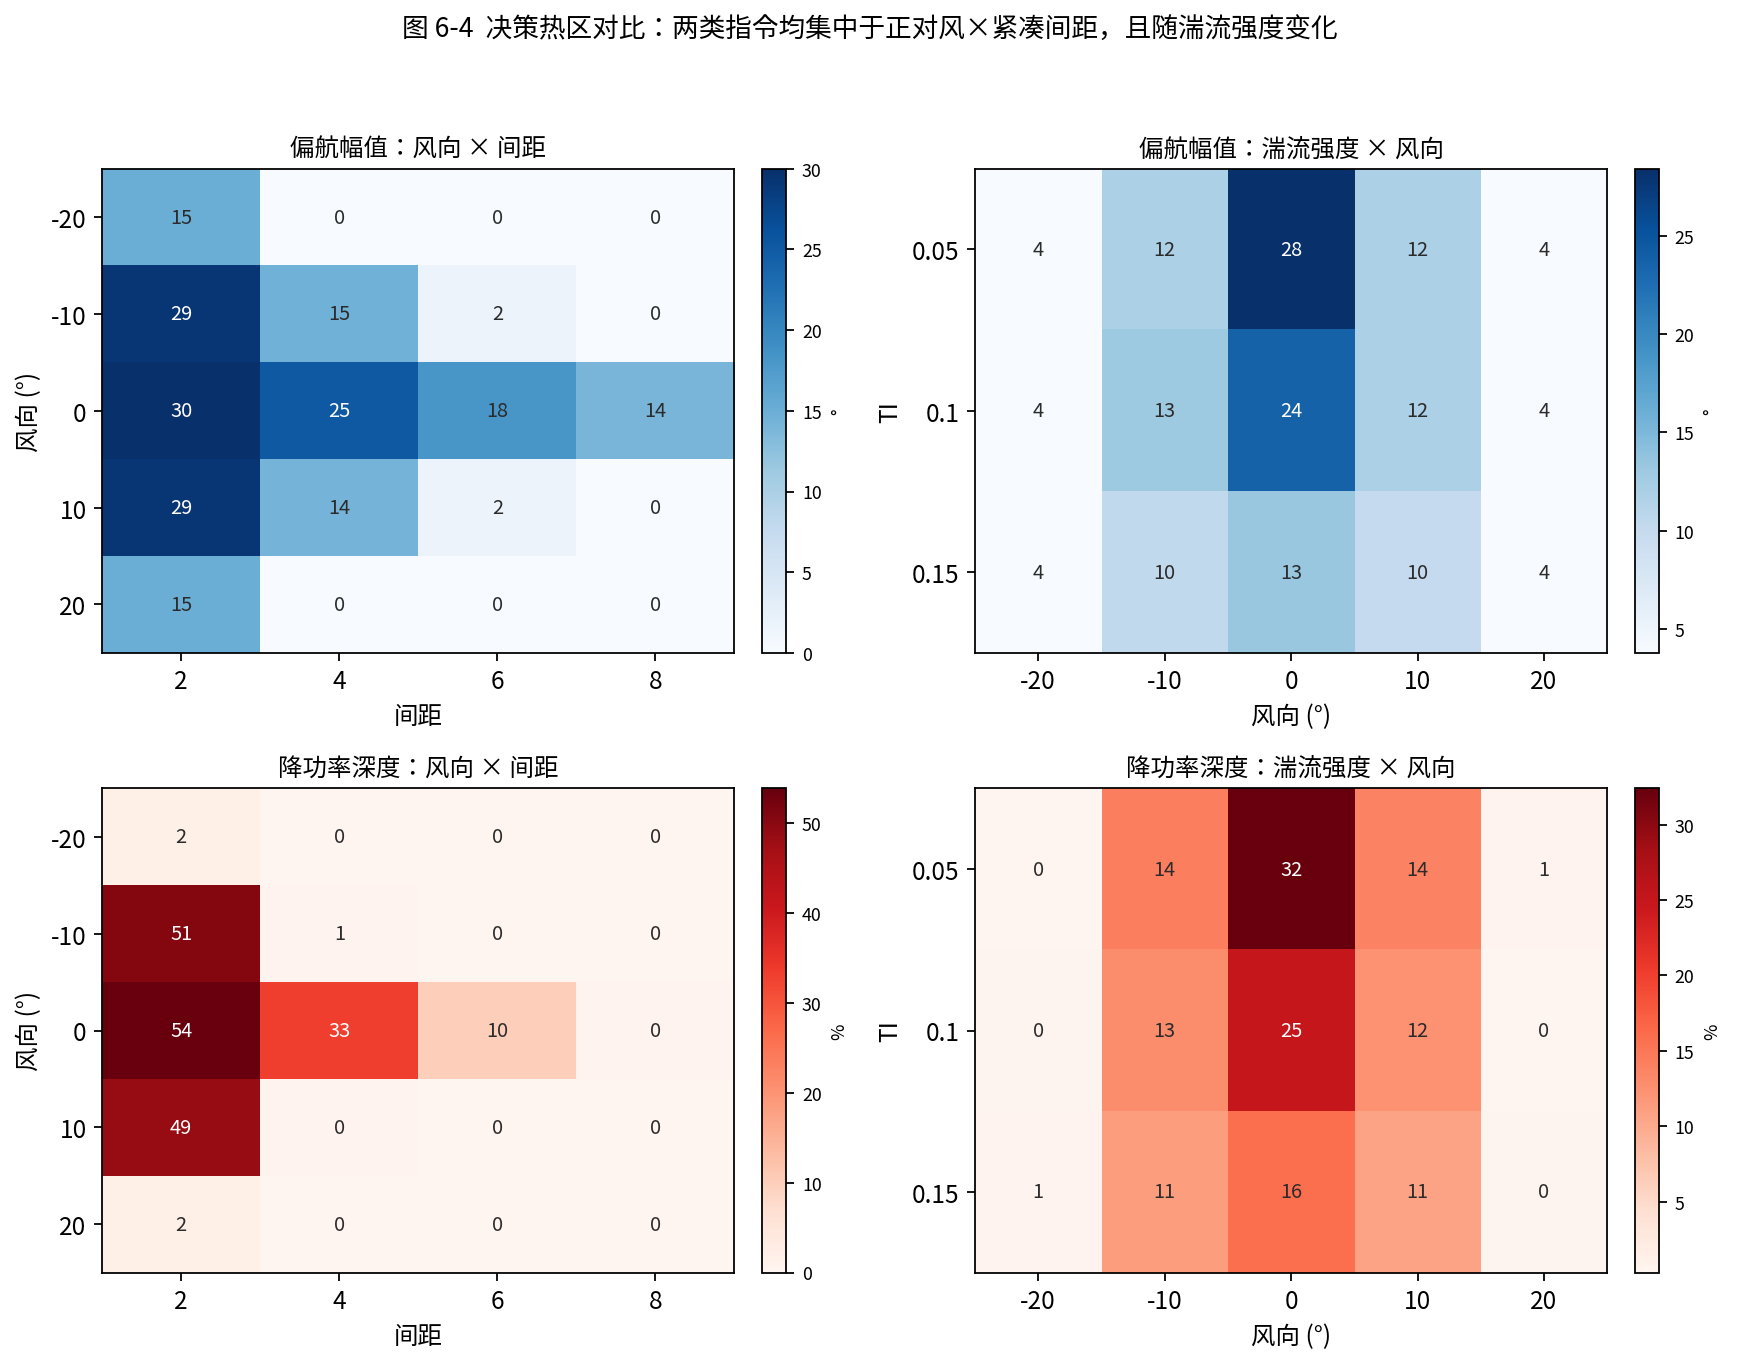 图 6-4 决策热区对比：两类指令均集中于正对风×紧凑间距，且随湍流强度变化
偏航幅值：风向 × 间距
风向 (°)
-20 15 0 0 0
-10 29 15 2 0
0 30 25 18 14
10 29 14 2 0
20 15 0 0 0
2 4 6 8
间距
30
25
20
15
10
5
0
°
偏航幅值：湍流强度 × 风向
TI
0.05 4 12 28 12 4
0.1 4 13 24 12 4
0.15 4 10 13 10 4
-20 -10 0 10 20
风向 (°)
25
20
15
10
5
°
降功率深度：风向 × 间距
风向 (°)
-20 2 0 0 0
-10 51 1 0 0
0 54 33 10 0
10 49 0 0 0
20 2 0 0 0
2 4 6 8
间距
50
40
30
20
10
0
%
降功率深度：湍流强度 × 风向
TI
0.05 0 14 32 14 1
0.1 0 13 25 12 0
0.15 1 11 16 11 0
-20 -10 0 10 20
风向 (°)
30
25
20
15
10
5
%